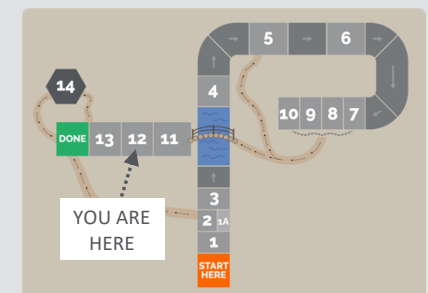 5
6
14
4
10 9 8 7
DONE 13 12 11
3
2 1A
YOU ARE
HERE
1
START
HERE